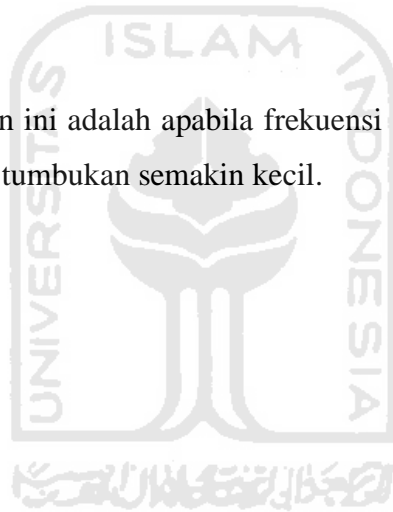 ISLAM
UNIVERSITAS
INDONESIA
n ini adalah apabila frekuensi
tumbukan semakin kecil.